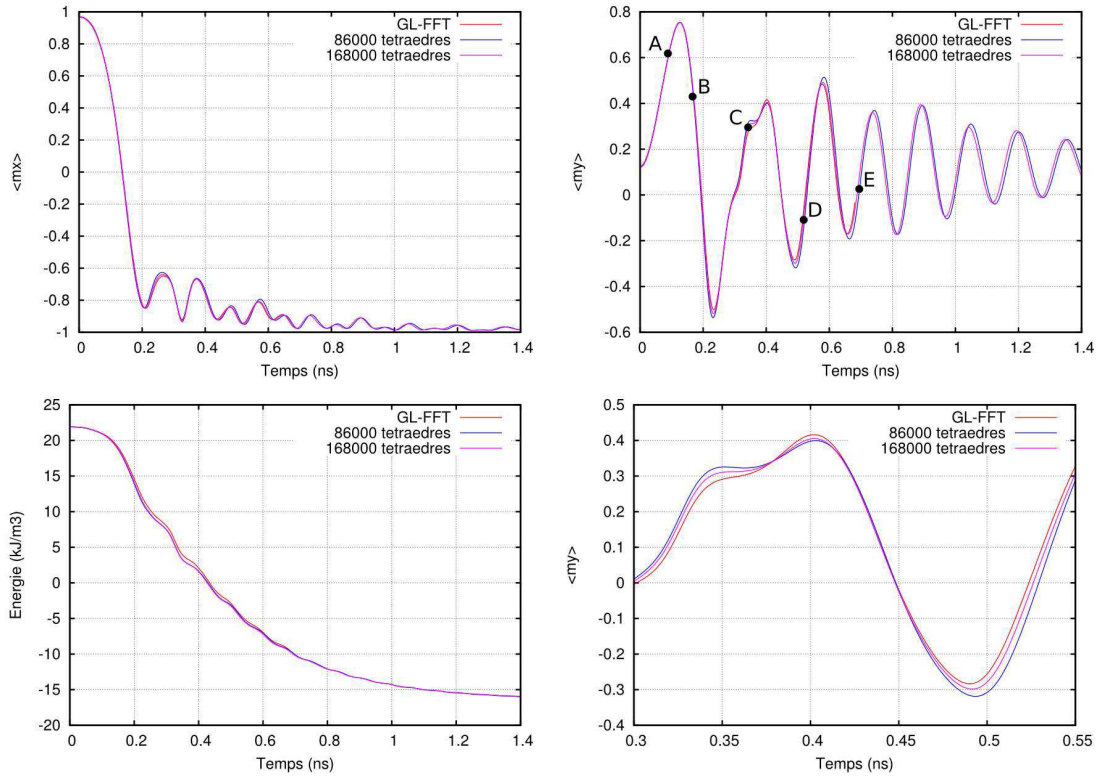 1
0.8
0.6
0.4
0.2
0
-0.2
-0.4
-0.6
-0.8
-1
<mx>
GL-FFT
86000 tetraedres
168000 tetraedres
0 0.2 0.4 0.6 0.8 1 1.2 1.4
Temps (ns)
0.8
0.6
0.4
0.2
0
-0.2
-0.4
-0.6
<my>
GL-FFT
86000 tetraedres
168000 tetraedres
A
B
C
D
E
0 0.2 0.4 0.6 0.8 1 1.2 1.4
Temps (ns)
25
20
15
10
5
0
-5
-10
-15
-20
Energie (kJ/m3)
GL-FFT
86000 tetraedres
168000 tetraedres
0 0.2 0.4 0.6 0.8 1 1.2 1.4
Temps (ns)
0.5
0.4
0.3
0.2
0.1
0
-0.1
-0.2
-0.3
-0.4
<my>
GL-FFT
86000 tetraedres
168000 tetraedres
0.3 0.35 0.4 0.45 0.5 0.55
Temps (ns)